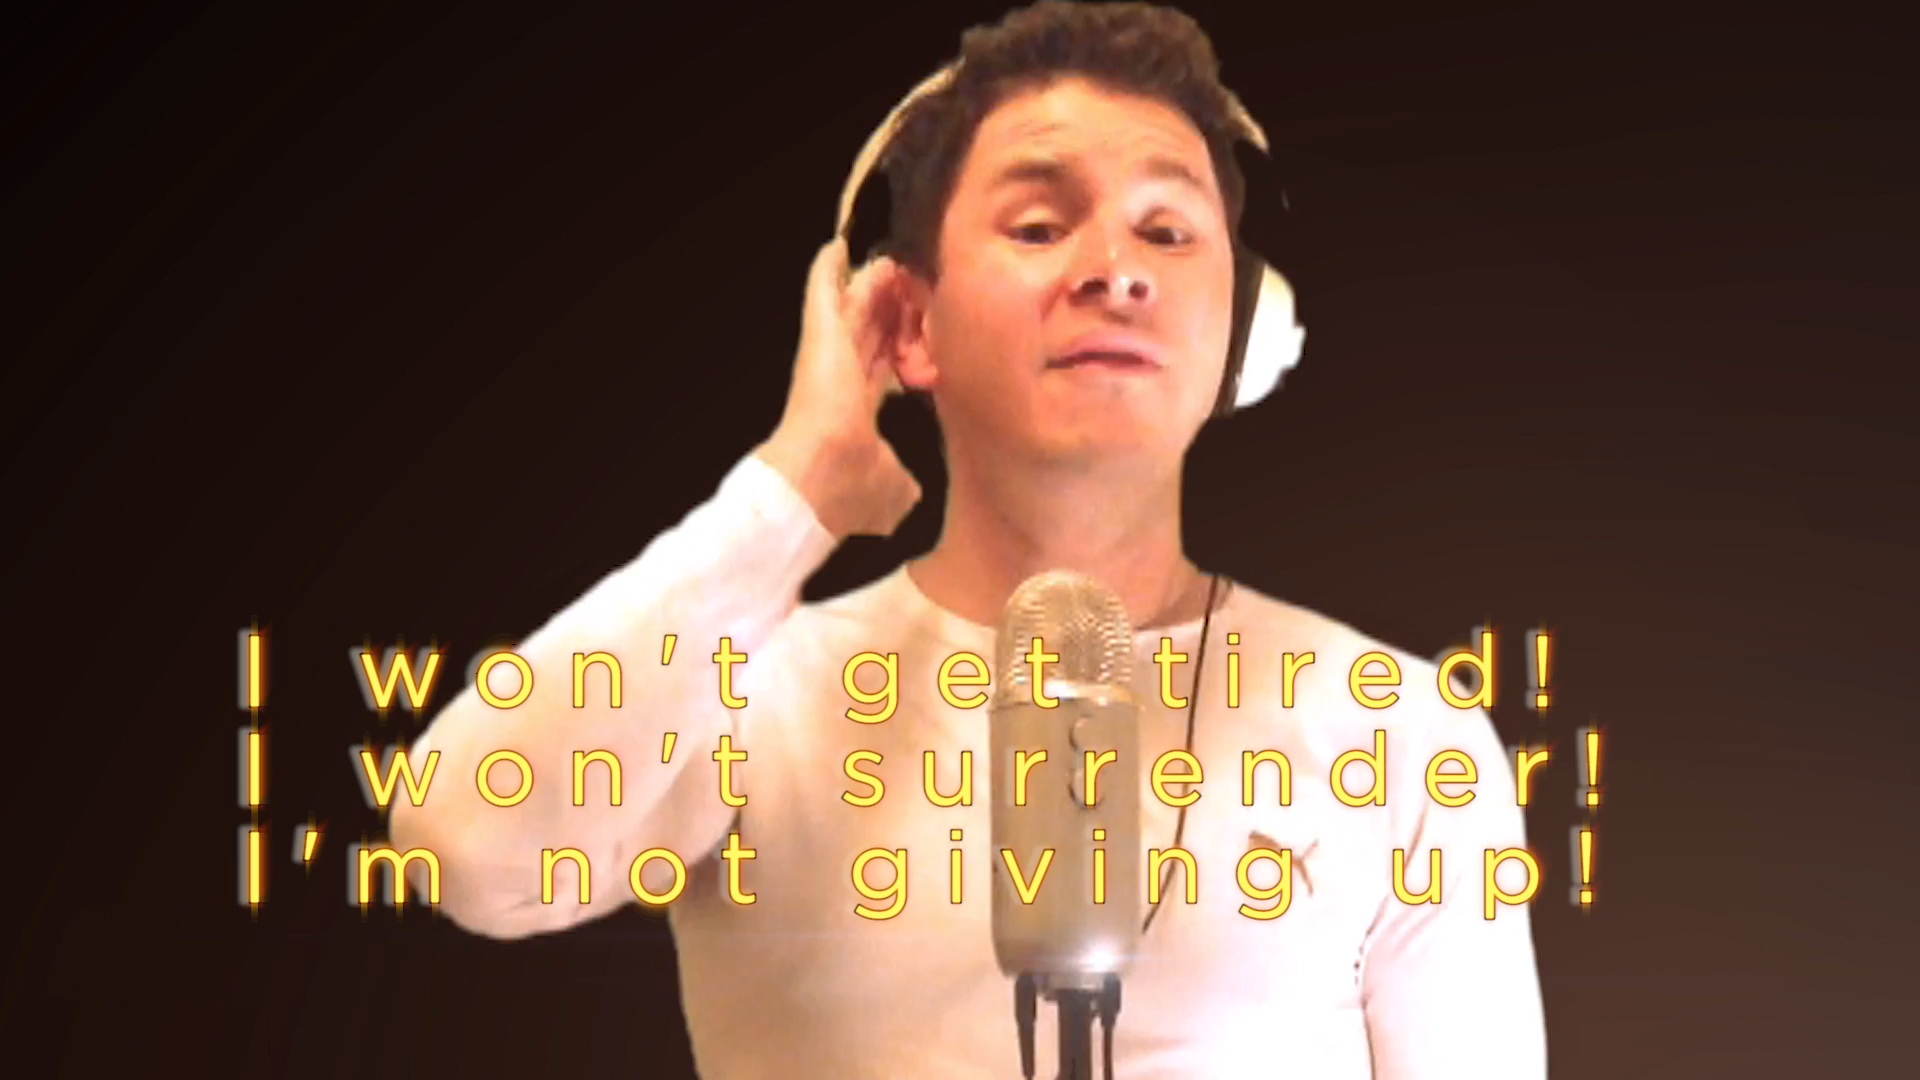 I won't get tired!
I won't surrender!
I'm not giving up!